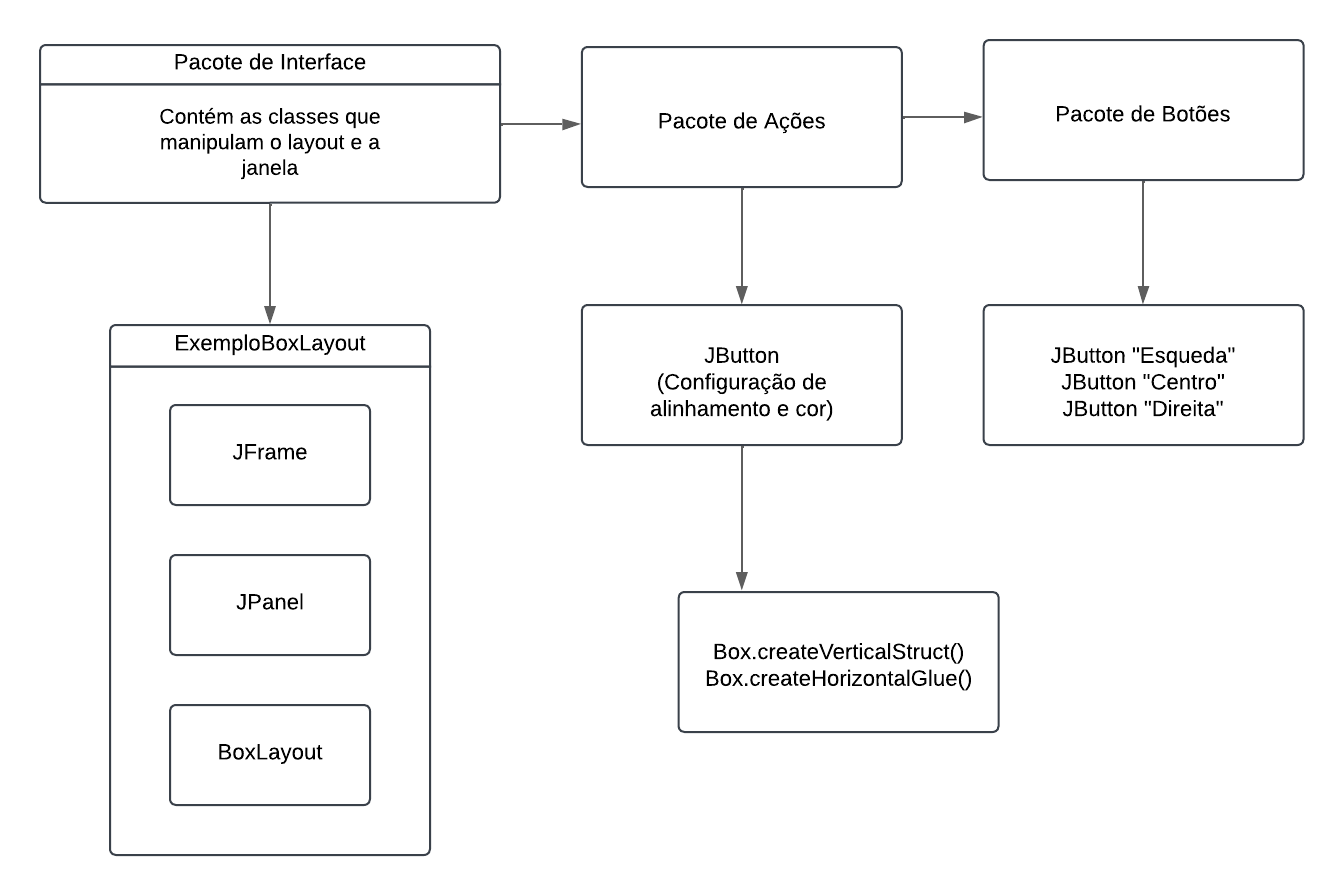 Pacote de Interface
Contém as classes que
manipulam o layout e a
janela
Pacote de Ações
Pacote de Botões
ExemploBoxLayout
JFrame
JPanel
BoxLayout
JButton
(Configuração de
alinhamento e cor)
JButton "Esqueda"
JButton "Centro"
JButton "Direita"
Box.createVerticalStruct()
Box.createHorizontalGlue()